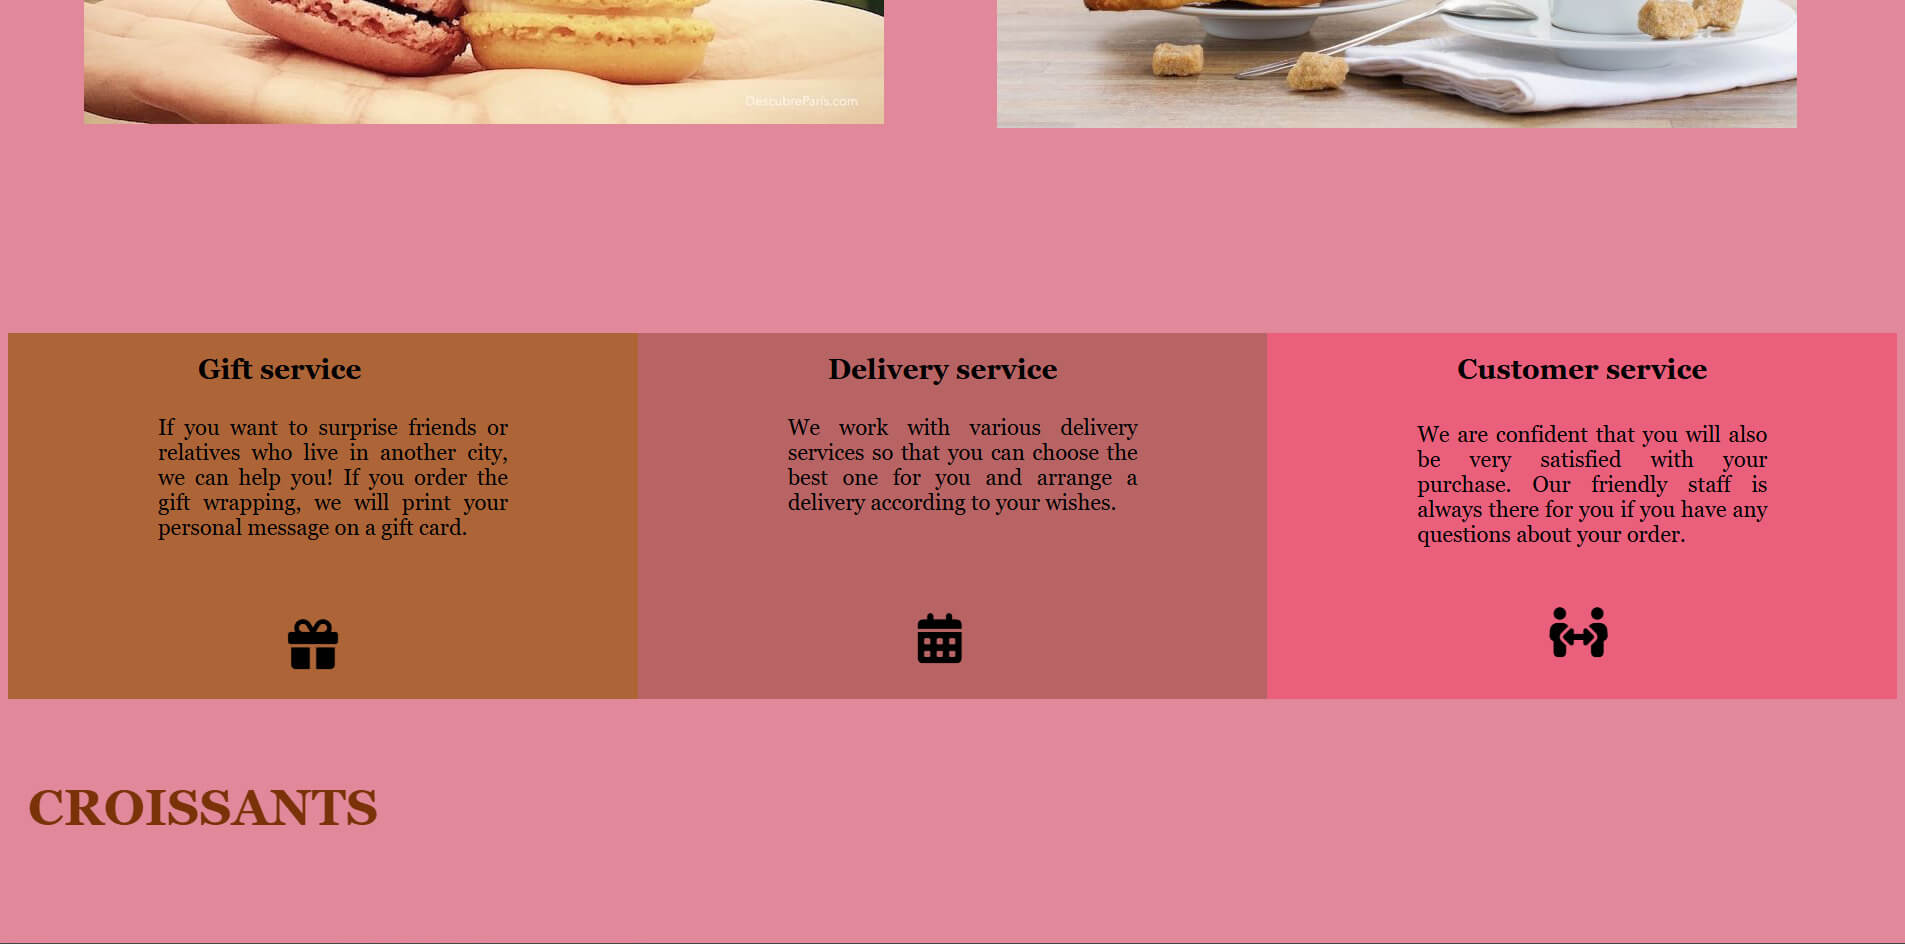 DescubreParis.com
Gift service
If you want to surprise friends or
relatives who live in another city,
we can help you! If you order the
gift wrapping, we will print your
personal message on a gift card.
Delivery service
We work with various delivery
services so that you can choose the
best one for you and arrange a
delivery according to your wishes.
Customer service
We are confident that you will also
be very satisfied with your
purchase. Our friendly staff is
always there for you if you have any
questions about your order.
CROISSANTS